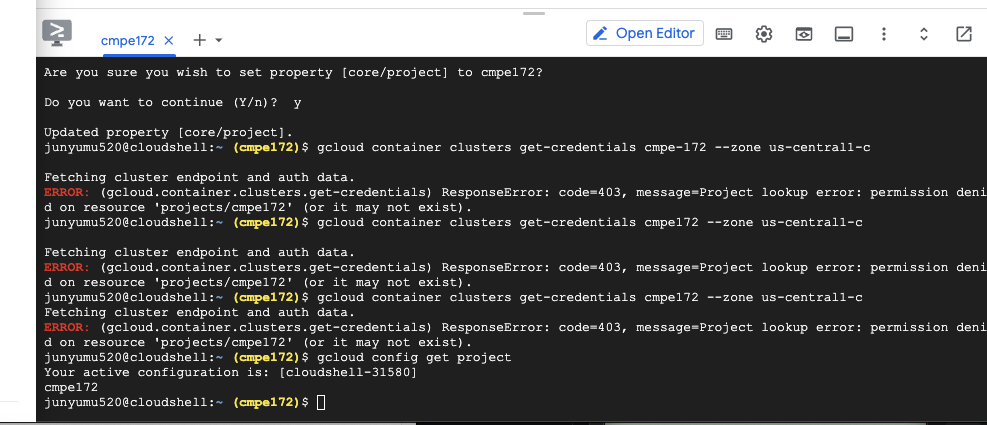 cmpe172
Open Editor
Are you sure you wish to set property [core/project] to cmpe172?
Do you want to continue (Y/n)?  y
Updated property [core/project].
junyumu520@cloudshell:~ (cmpe172)$ gcloud container clusters get-credentials cmpe-172 --zone us-central1-c
Fetching cluster endpoint and auth data.
ERROR: (gcloud.container.clusters.get-credentials) ResponseError: code=403, message=Project lookup error: permission deni
d on resource 'projects/cmpe172' (or it may not exist).
junyumu520@cloudshell:~ (cmpe172)$ gcloud container clusters get-credentials cmpe172 --zone us-central1-c
Fetching cluster endpoint and auth data.
ERROR: (gcloud.container.clusters.get-credentials) ResponseError: code=403, message=Project lookup error: permission deni
d on resource 'projects/cmpe172' (or it may not exist).
junyumu520@cloudshell:~ (cmpe172)$ gcloud container clusters get-credentials cmpe172 --zone us-central1-c
Fetching cluster endpoint and auth data.
ERROR: (gcloud.container.clusters.get-credentials) ResponseError: code=403, message=Project lookup error: permission deni
d on resource 'projects/cmpe172' (or it may not exist).
junyumu520@cloudshell:~ (cmpe172)$ gcloud config get project
Your active configuration is: [cloudshell-31580]
cmpe172
junyumu520@cloudshell:~ (cmpe172)$